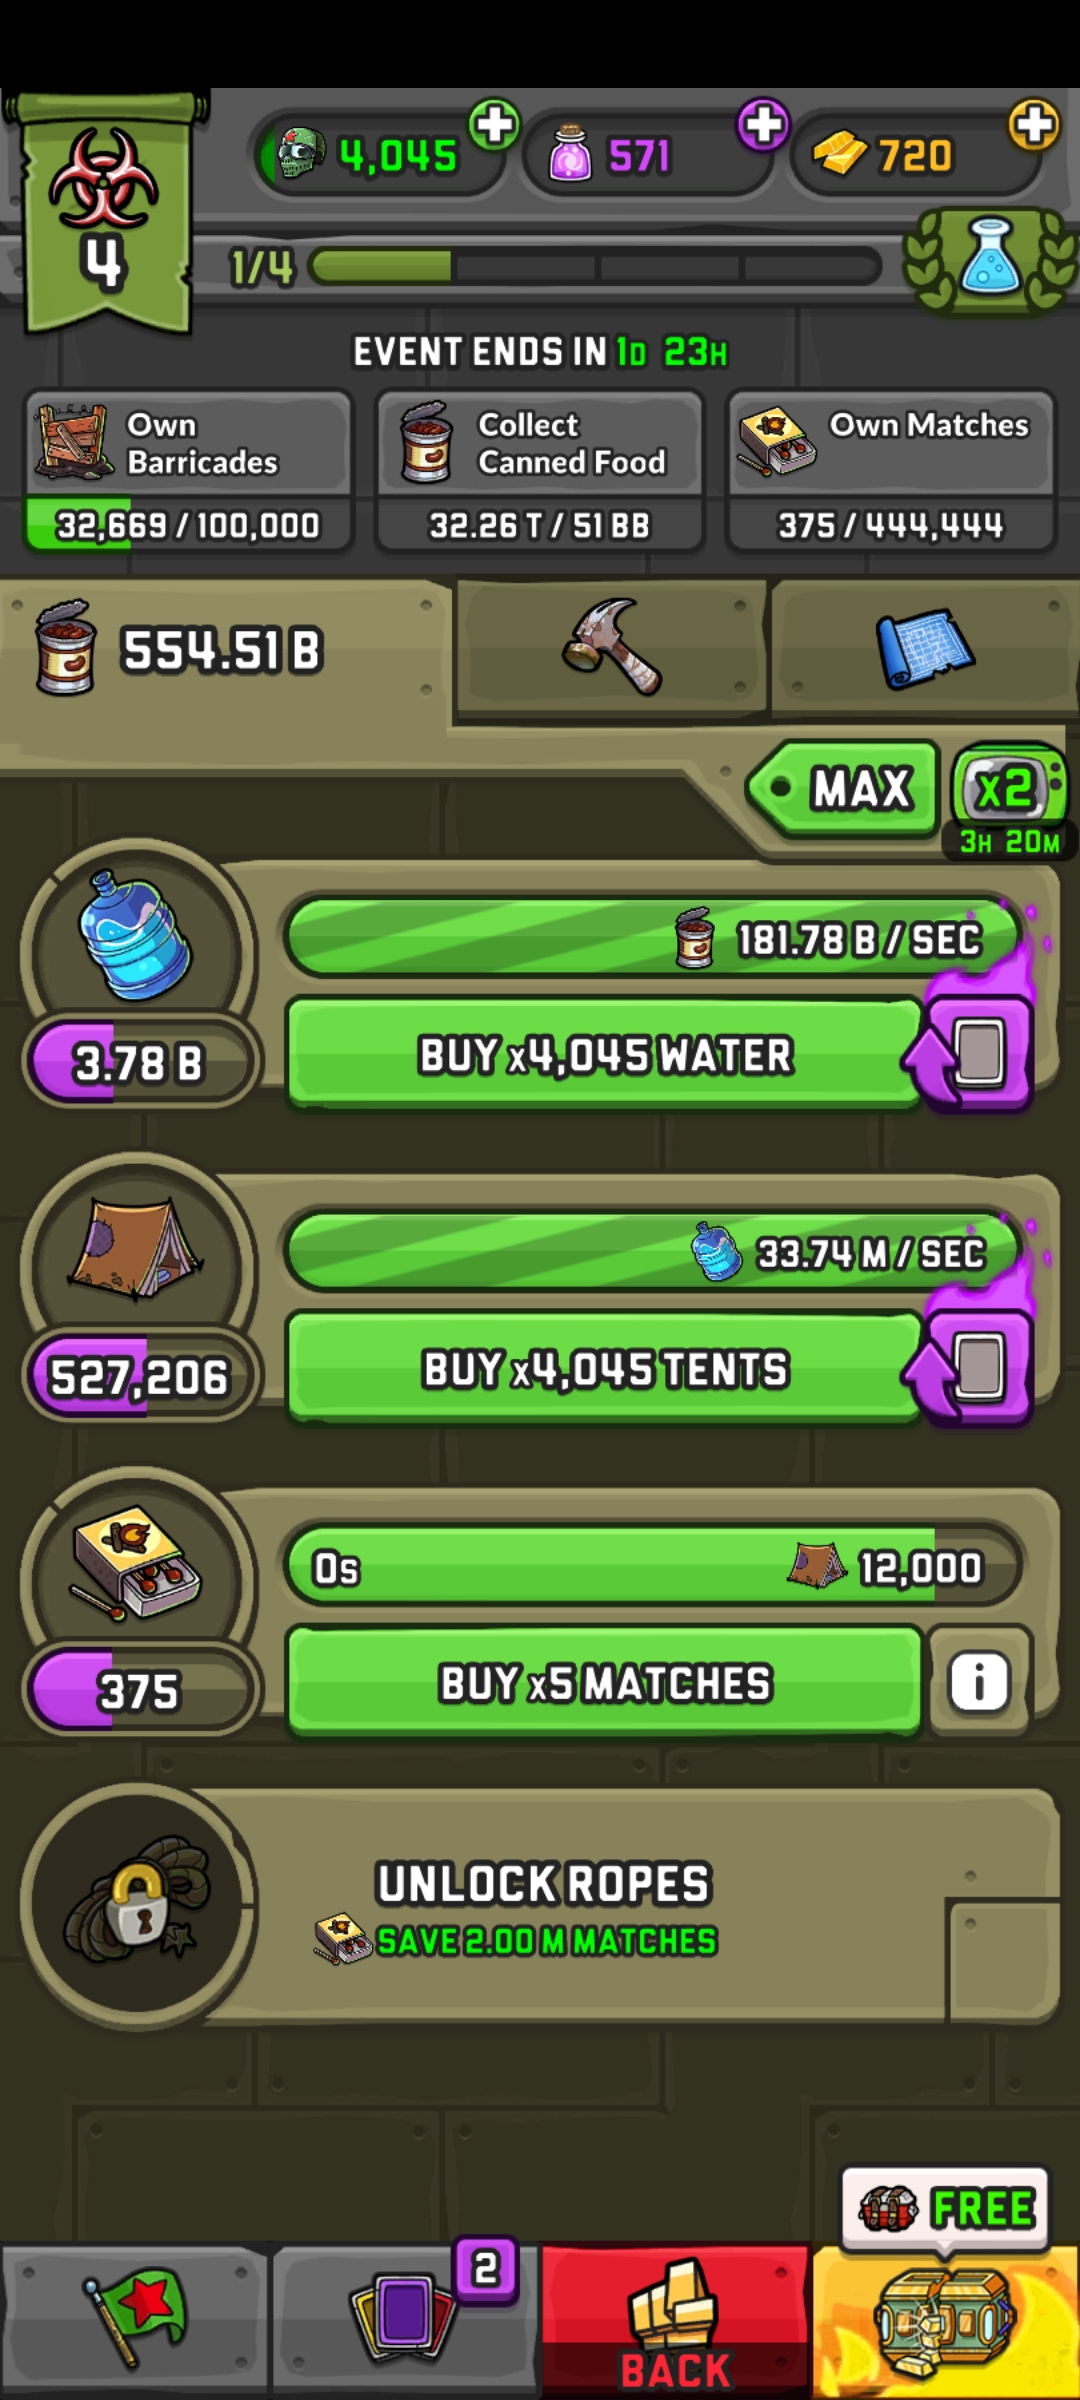 4
4,045
571
720
1/4
EVENT ENDS IN 1D 23H
Own
Barricades
32,669 / 100,000
Collect
Canned Food
32.26 T / 51 BB
Own Matches
375 / 444,444
554.51 B
MAX
x2
3H 20M
181.78 B / SEC
3.78 B
BUY x4,045 WATER
33.74 M / SEC
527,206
BUY x4,045 TENTS
0s
12,000
375
BUY x5 MATCHES
i
UNLOCK ROPES
SAVE 2.00 M MATCHES
FREE
2
BACK